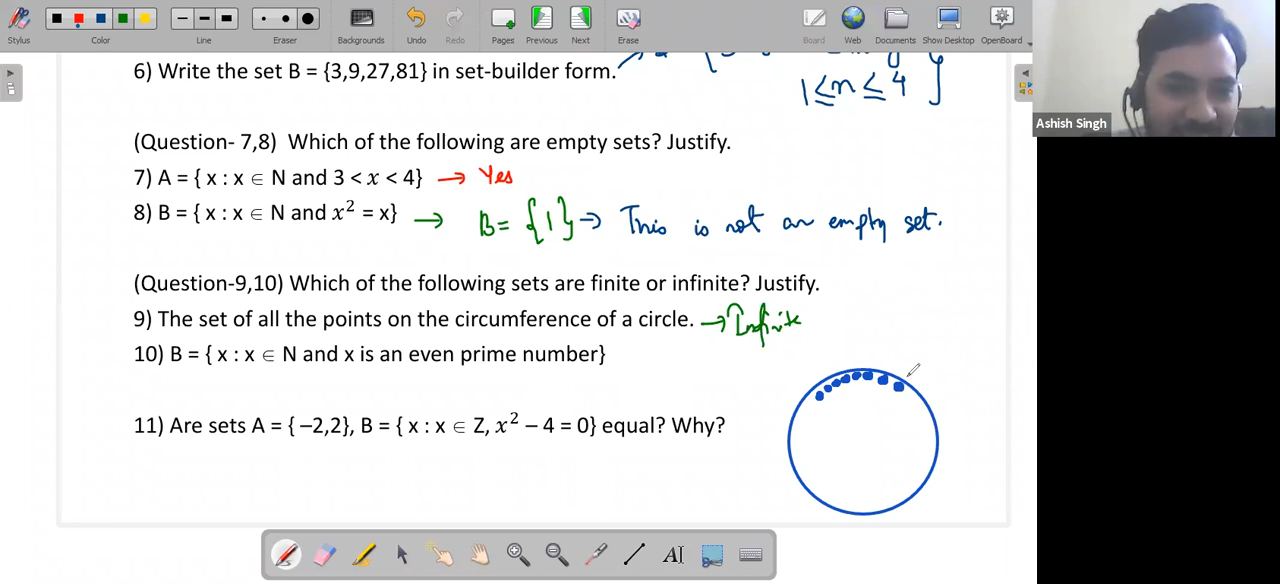 Stylus Color Line Eraser Backgrounds Undo Redo Pages Previous Next Erase Board Web Documents Show Desktop OpenBoard
6) Write the set B = {3,9,27,81} in set-builder form.
1 ≤ n ≤ 4 }
Ashish Singh
(Question- 7,8) Which of the following are empty sets? Justify.
7) A = { x : x ∈ N and 3 < x < 4} → Yes
8) B = { x : x ∈ N and x² = x} → B = {1} → This is not an empty set.
(Question-9,10) Which of the following sets are finite or infinite? Justify.
9) The set of all the points on the circumference of a circle. → Infinite
10) B = { x : x ∈ N and x is an even prime number}
11) Are sets A = { −2,2}, B = { x : x ∈ Z, x² − 4 = 0} equal? Why?